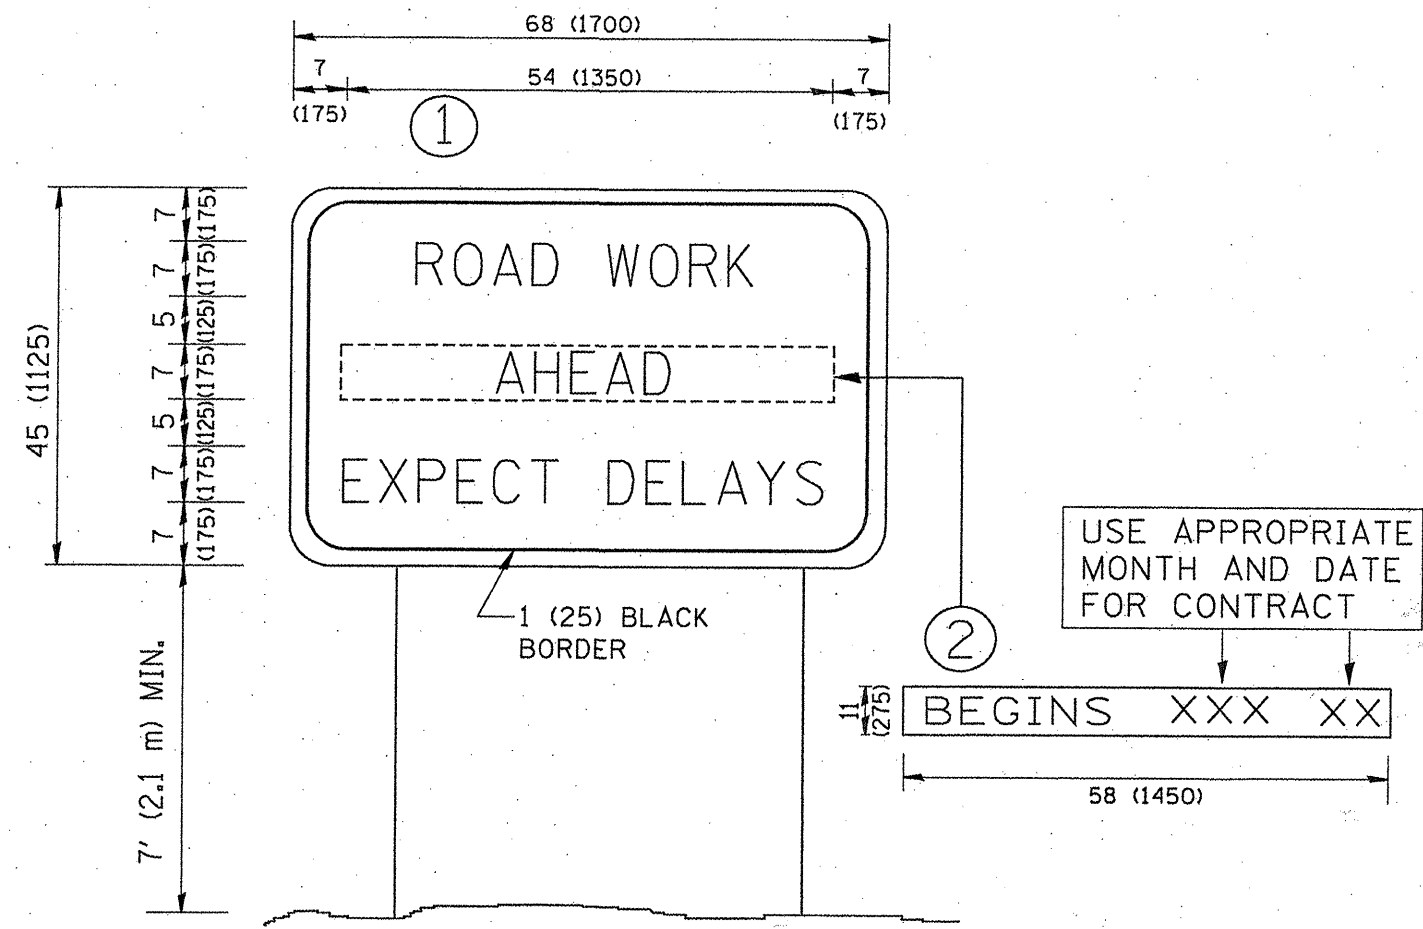 68 (1700)
7 54 (1350) 7
(175) (175)
1
7 (175)
7 (175)
5 (125)
7 (175)
5 (125)
7 (175)
7 (175)
45 (1125)
ROAD WORK
AHEAD
EXPECT DELAYS
1 (25) BLACK
BORDER
7' (2.1 m) MIN.
USE APPROPRIATE
MONTH AND DATE
FOR CONTRACT
2
11
(275)
BEGINS XXX XX
58 (1450)